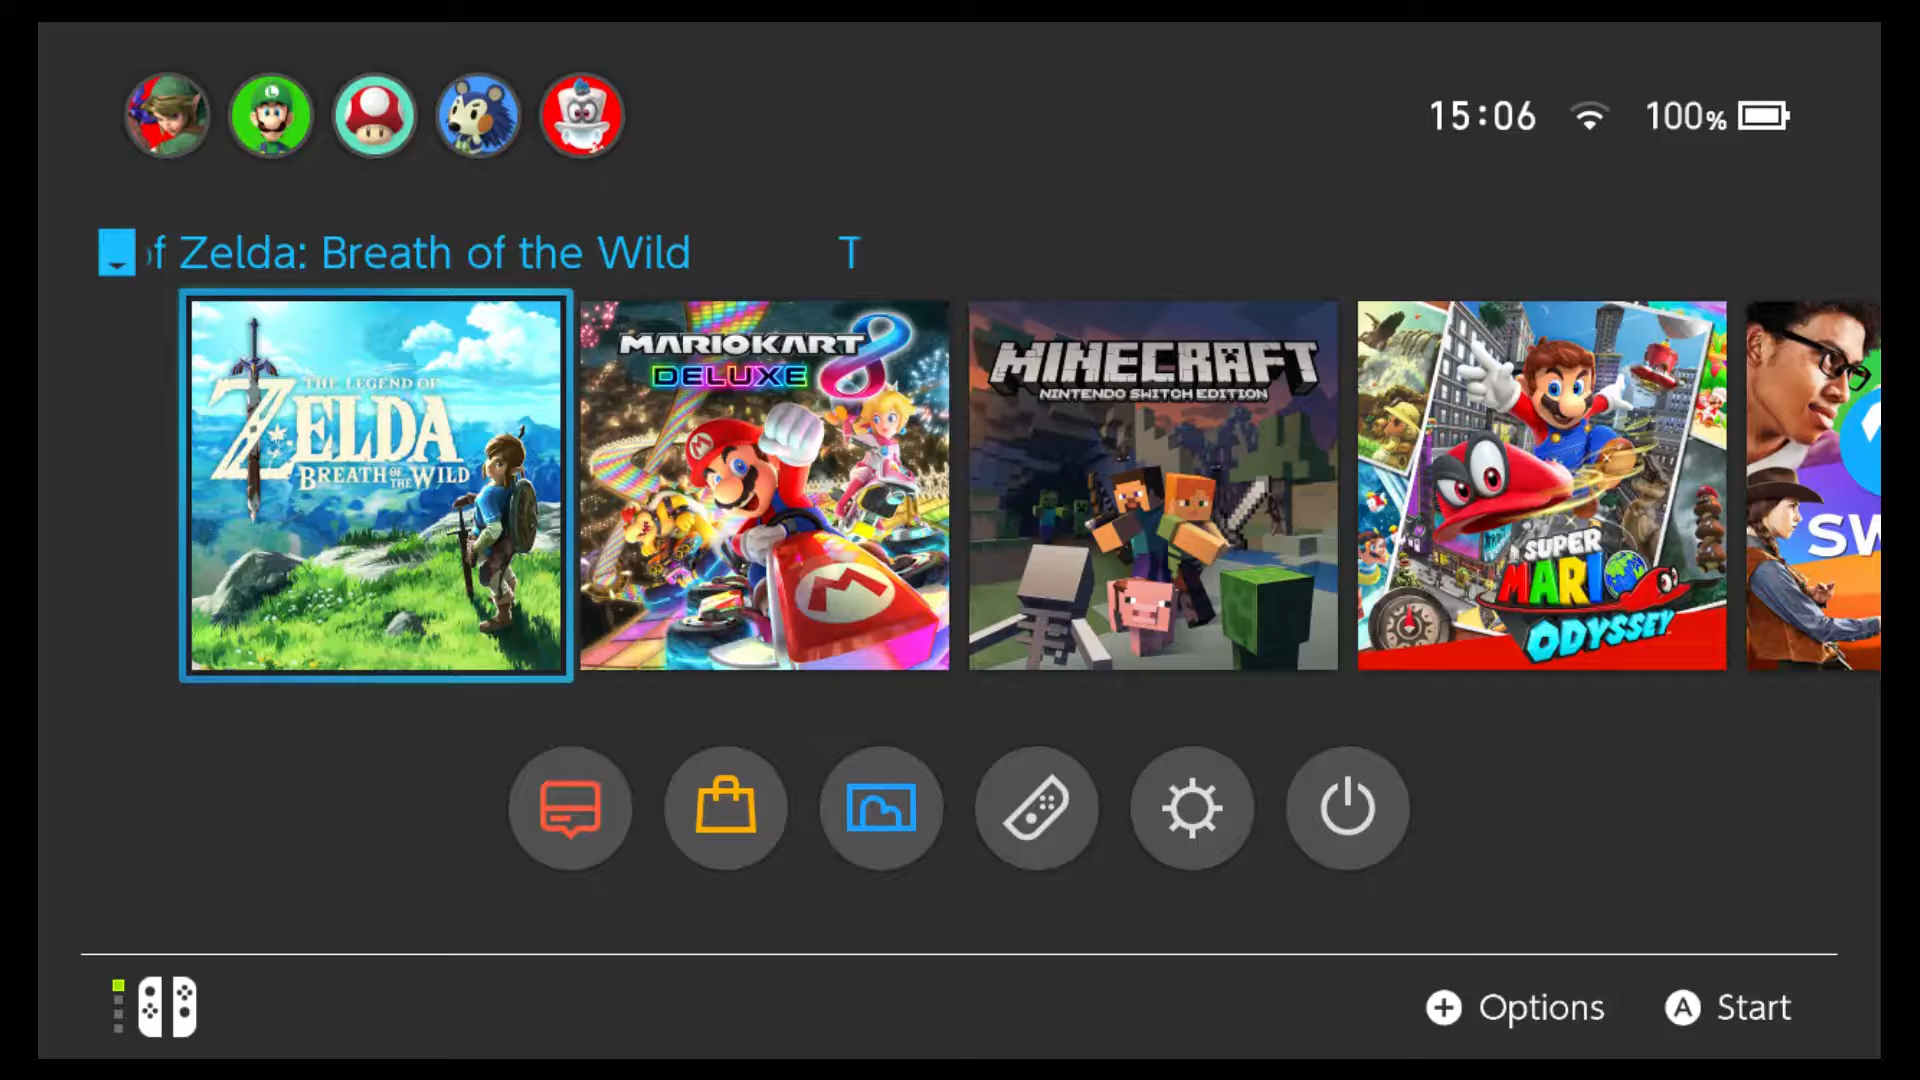 15:06 100%
of Zelda: Breath of the Wild T
THE LEGEND OF
ZELDA
BREATH OF THE WILD
MARIOKART 8
DELUXE
MINECRAFT
NINTENDO SWITCH EDITION
SUPER
MARIO
ODYSSEY
SW
Options A Start